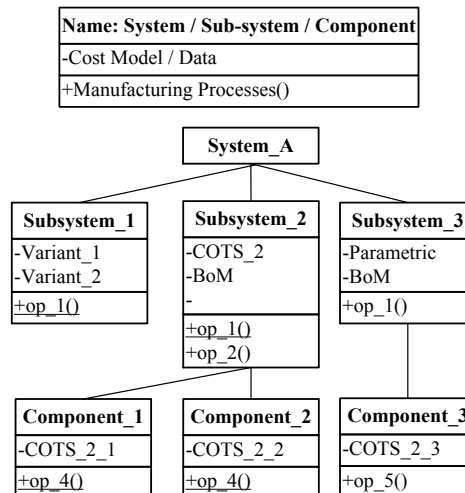 Name: System / Sub-system / Component
-Cost Model / Data
+Manufacturing Processes()
System_A
Subsystem_1
-Variant_1
-Variant_2
+op_1()
Subsystem_2
-COTS_2
-BoM
-
+op_1()
+op_2()
Subsystem_3
-Parametric
-BoM
+op_1()
Component_1
-COTS_2_1
+op_4()
Component_2
-COTS_2_2
+op_4()
Component_3
-COTS_2_3
+op_5()